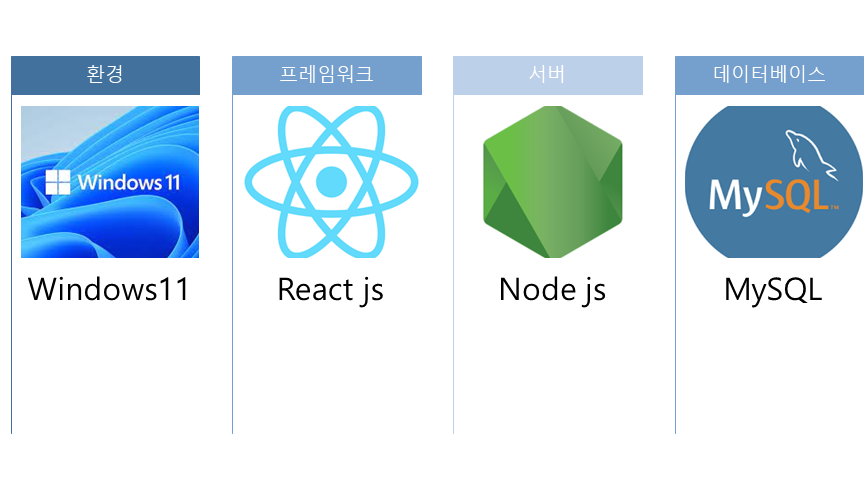 환경
프레임워크
서버
데이터베이스
Windows 11
MySQL™
Windows11
React js
Node js
MySQL